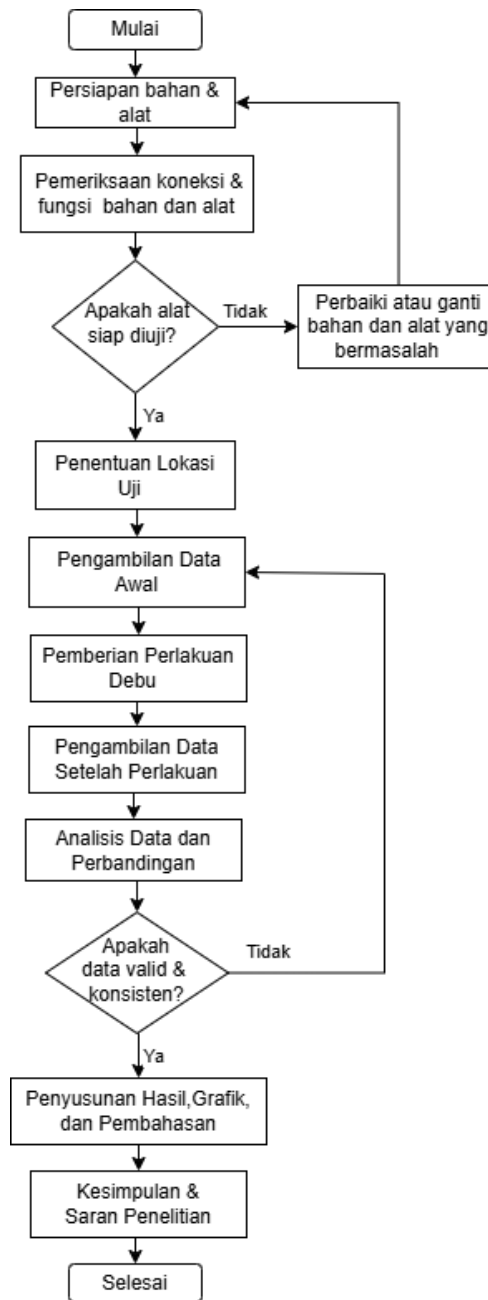 Mulai
Persiapan bahan &
alat
Pemeriksaan koneksi &
fungsi bahan dan alat
Apakah alat
siap diuji?
Tidak
Perbaiki atau ganti
bahan dan alat yang
bermasalah
Ya
Penentuan Lokasi
Uji
Pengambilan Data
Awal
Pemberian Perlakuan
Debu
Pengambilan Data
Setelah Perlakuan
Analisis Data dan
Perbandingan
Apakah
data valid &
konsisten?
Tidak
Ya
Penyusunan Hasil,Grafik,
dan Pembahasan
Kesimpulan &
Saran Penelitian
Selesai